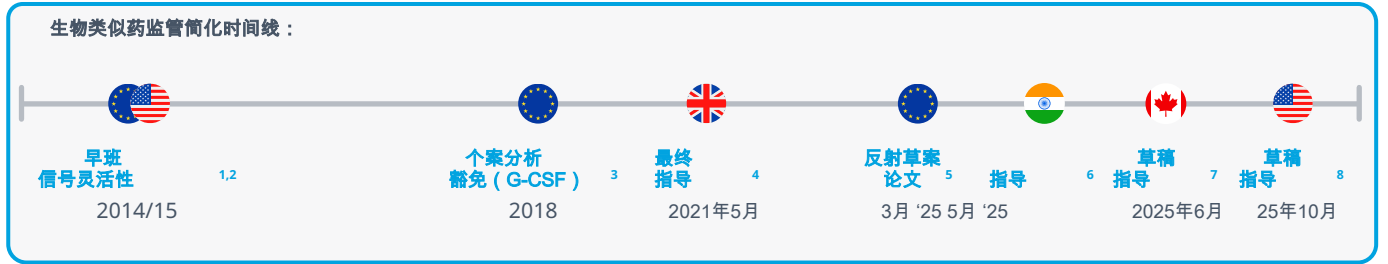 生物类似药监管简化时间线：
早班
信号灵活性 1,2
2014/15
个案分析
豁免（G-CSF） 3
2018
最终
指导 4
2021年5月
反射草案
论文 5
指导 6
3月 ‘25 5月 ‘25
草稿
指导 7
2025年6月
草稿
指导 8
25年10月